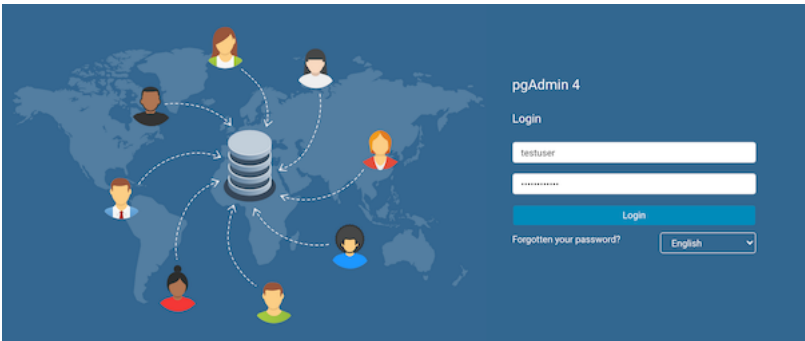 pgAdmin 4
Login
testuser
••••••••••••
Login
Forgotten your password? English